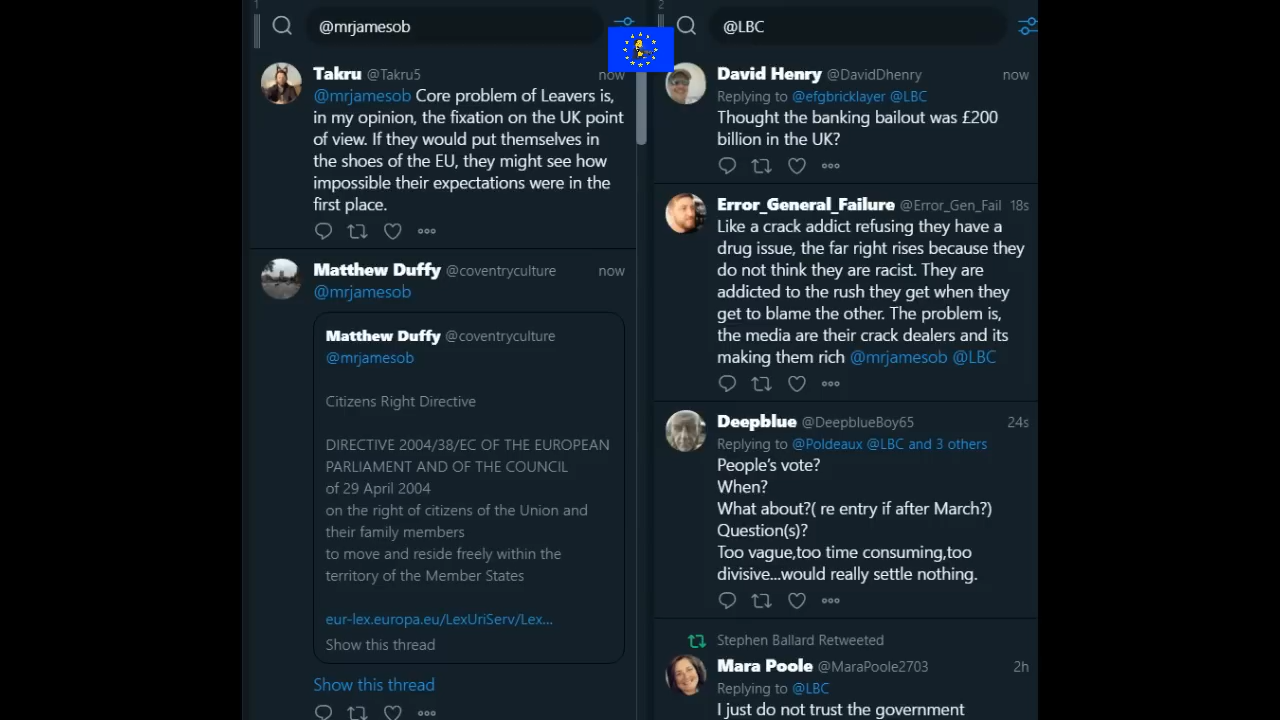 1
@mrjamesob
Takru @Takru5 now
@mrjamesob Core problem of Leavers is,
in my opinion, the fixation on the UK point
of view. If they would put themselves in
the shoes of the EU, they might see how
impossible their expectations were in the
first place.
Matthew Duffy @coventryculture now
@mrjamesob
Matthew Duffy @coventryculture
@mrjamesob
Citizens Right Directive
DIRECTIVE 2004/38/EC OF THE EUROPEAN
PARLIAMENT AND OF THE COUNCIL
of 29 April 2004
on the right of citizens of the Union and
their family members
to move and reside freely within the
territory of the Member States
eur-lex.europa.eu/LexUriServ/Lex...
Show this thread
Show this thread
2
@LBC
David Henry @DavidDhenry now
Replying to @efgbricklayer @LBC
Thought the banking bailout was £200
billion in the UK?
Error_General_Failure @Error_Gen_Fail 18s
Like a crack addict refusing they have a
drug issue, the far right rises because they
do not think they are racist. They are
addicted to the rush they get when they
get to blame the other. The problem is,
the media are their crack dealers and its
making them rich @mrjamesob @LBC
Deepblue @DeepblueBoy65 24s
Replying to @Poldeaux @LBC and 3 others
People's vote?
When?
What about?( re entry if after March?)
Question(s)?
Too vague,too time consuming,too
divisive...would really settle nothing.
Stephen Ballard Retweeted
Mara Poole @MaraPoole2703 2h
Replying to @LBC
I just do not trust the government